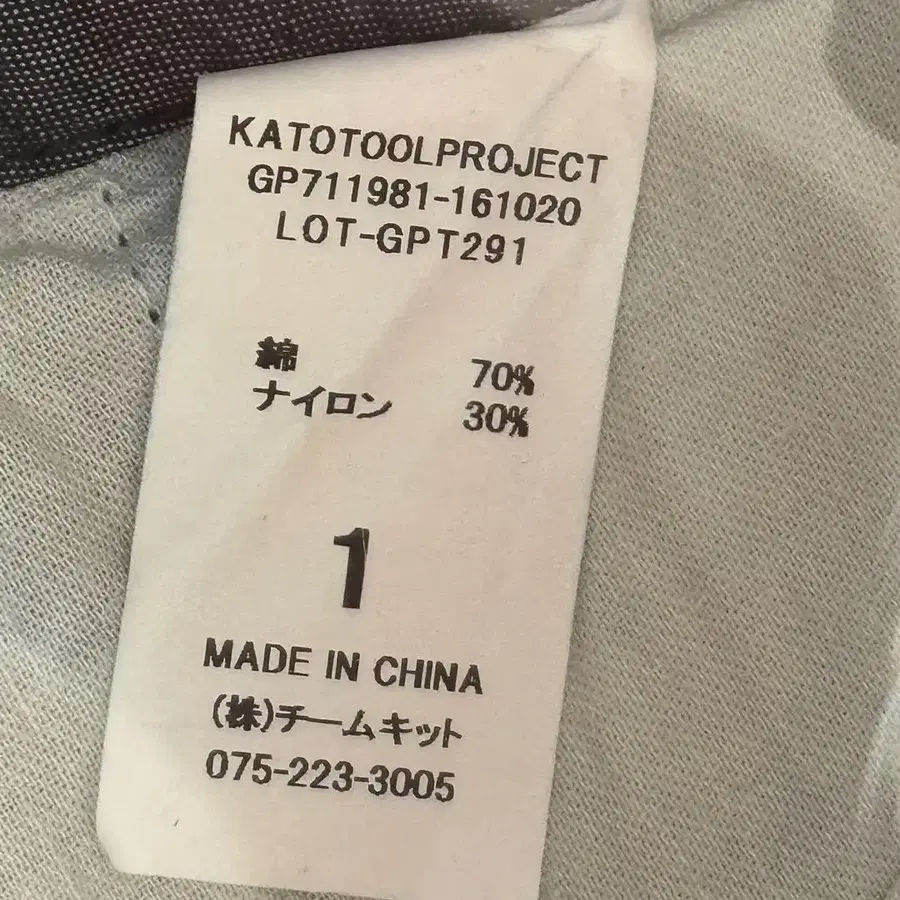 KATOTOOLPROJECT
GP711981-161020
LOT-GPT291
綿 70%
ナイロン 30%
1
MADE IN CHINA
(株)チームキット
075-223-3005